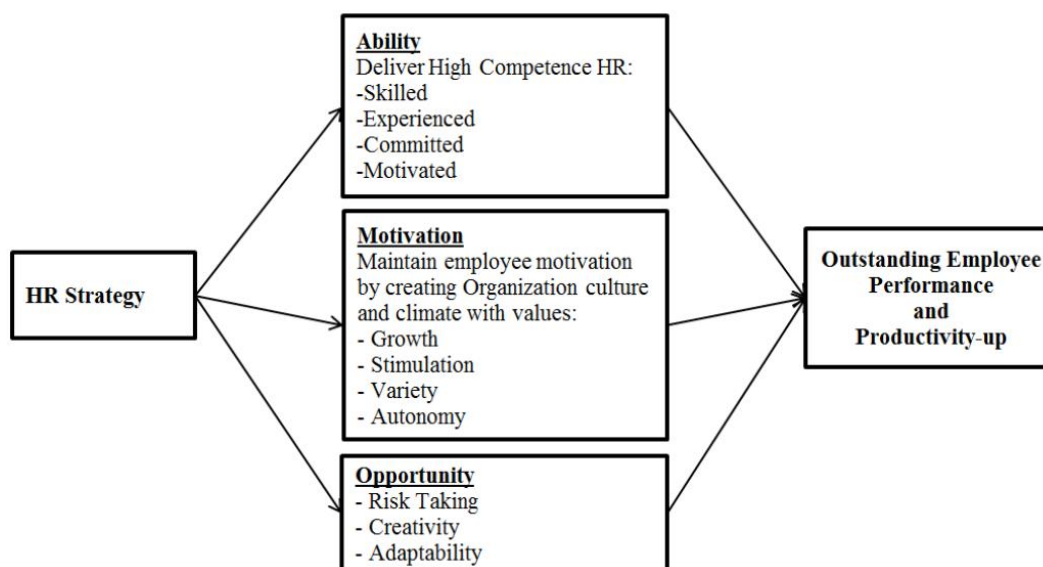 Ability
Deliver High Competence HR:
-Skilled
-Experienced
-Committed
-Motivated
HR Strategy
Motivation
Maintain employee motivation
by creating Organization culture
and climate with values:
- Growth
- Stimulation
- Variety
- Autonomy
Opportunity
- Risk Taking
- Creativity
- Adaptability
Outstanding Employee
Performance
and
Productivity-up